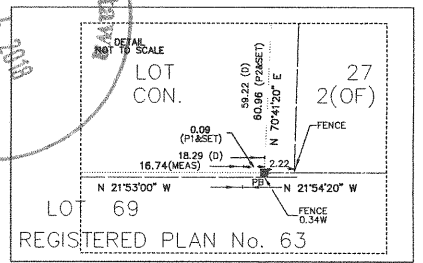 DETAIL
NOT TO SCALE
LOT
CON.
27
2(OF)
59.22 (D)
60.96 (P2&SET)
N 70°41'20" E
FENCE
0.09
(P1&SET)
18.29 (D)
16.74(MEAS)
2.22
N 21°53'00" W
PB
N 21°54'20" W
FENCE
0.34W
LOT 69
REGISTERED PLAN No. 63